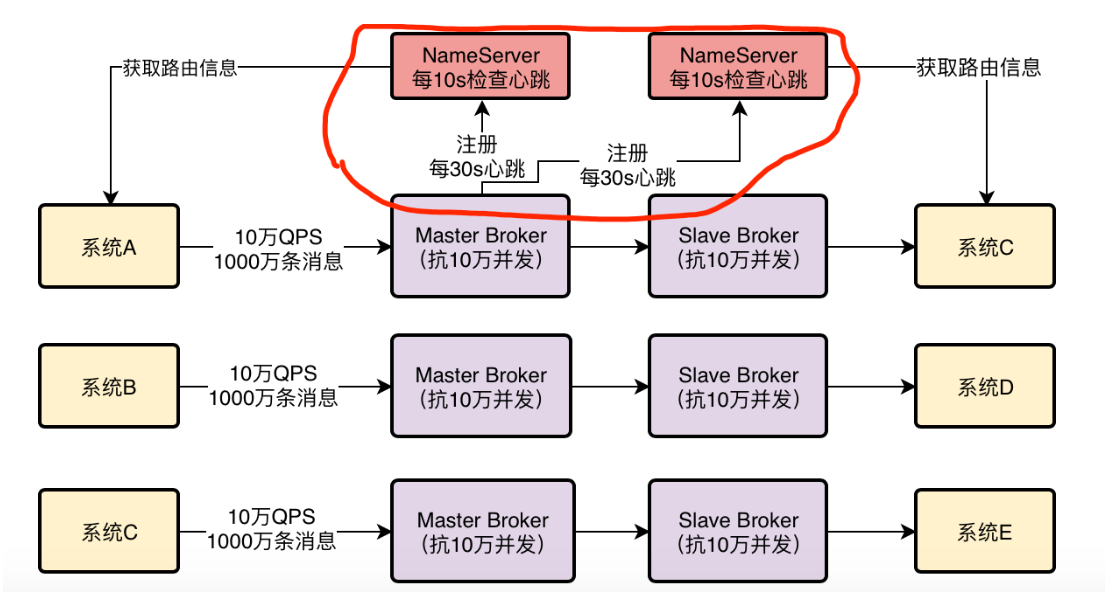 NameServer
每10s检查心跳
NameServer
每10s检查心跳
获取路由信息
获取路由信息
注册
每30s心跳
注册
每30s心跳
系统A
10万QPS
1000万条消息
Master Broker
（抗10万并发）
Slave Broker
（抗10万并发）
系统C
系统B
10万QPS
1000万条消息
Master Broker
（抗10万并发）
Slave Broker
（抗10万并发）
系统D
系统C
10万QPS
1000万条消息
Master Broker
（抗10万并发）
Slave Broker
（抗10万并发）
系统E